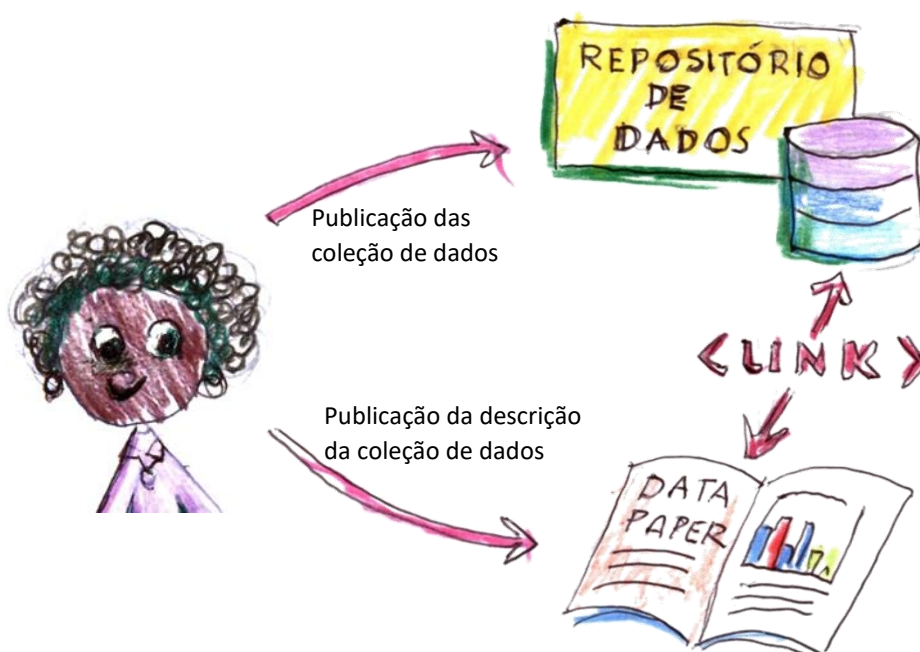 REPOSITÓRIO
DE
DADOS
Publicação das
coleção de dados
<LINK>
Publicação da descrição
da coleção de dados
DATA
PAPER